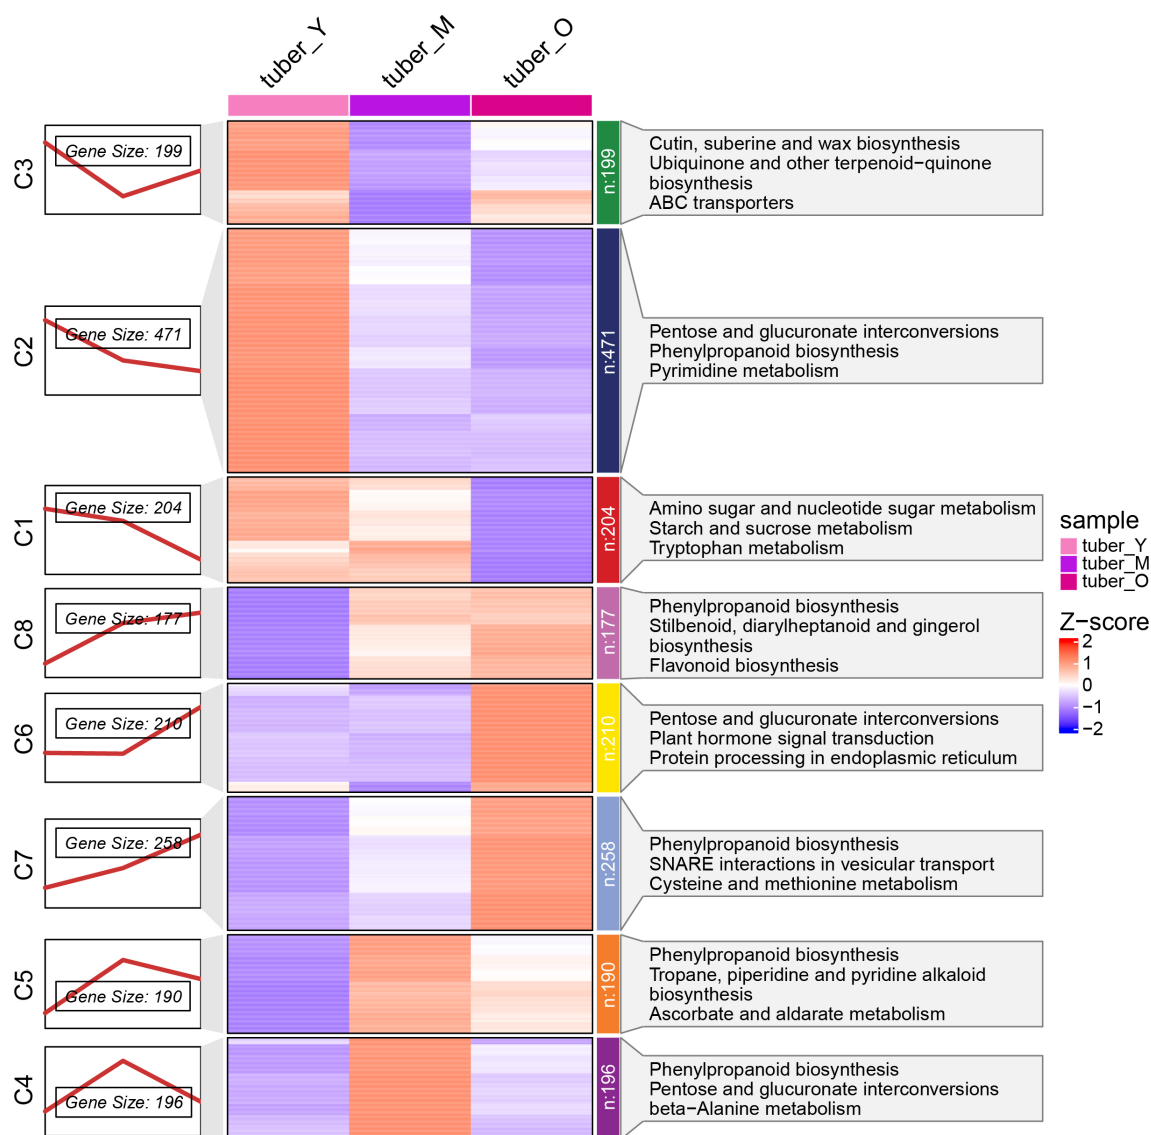 tuber_Y
tuber_M
tuber_O
C3
Gene Size: 199
n:199
Cutin, suberine and wax biosynthesis
Ubiquinone and other terpenoid−quinone
biosynthesis
ABC transporters
C2
Gene Size: 471
n:471
Pentose and glucuronate interconversions
Phenylpropanoid biosynthesis
Pyrimidine metabolism
C1
Gene Size: 204
n:204
Amino sugar and nucleotide sugar metabolism
Starch and sucrose metabolism
Tryptophan metabolism
C8
Gene Size: 177
n:177
Phenylpropanoid biosynthesis
Stilbenoid, diarylheptanoid and gingerol
biosynthesis
Flavonoid biosynthesis
C6
Gene Size: 210
n:210
Pentose and glucuronate interconversions
Plant hormone signal transduction
Protein processing in endoplasmic reticulum
C7
Gene Size: 258
n:258
Phenylpropanoid biosynthesis
SNARE interactions in vesicular transport
Cysteine and methionine metabolism
C5
Gene Size: 190
n:190
Phenylpropanoid biosynthesis
Tropane, piperidine and pyridine alkaloid
biosynthesis
Ascorbate and aldarate metabolism
C4
Gene Size: 196
n:196
Phenylpropanoid biosynthesis
Pentose and glucuronate interconversions
beta−Alanine metabolism
sample
tuber_Y
tuber_M
tuber_O
Z−score
2
1
0
−1
−2